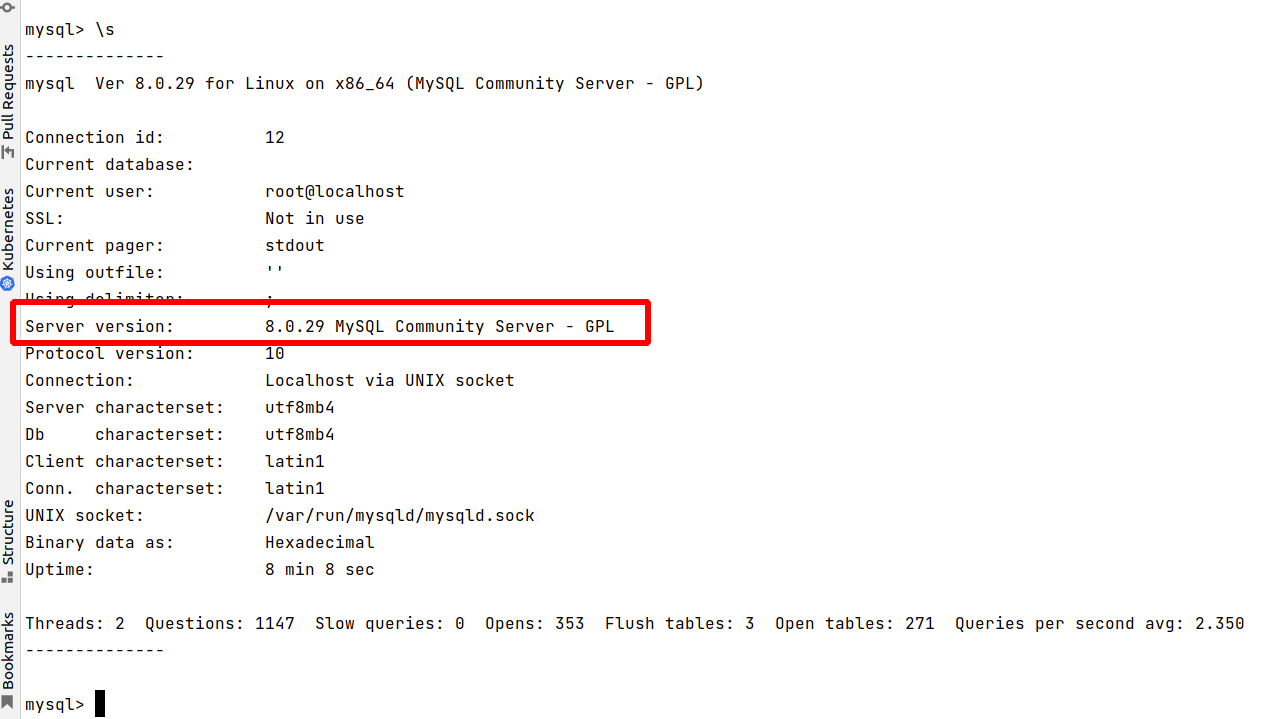 mysql> \s
--------------
mysql  Ver 8.0.29 for Linux on x86_64 (MySQL Community Server - GPL)
Connection id:          12
Current database:
Current user:           root@localhost
SSL:                    Not in use
Current pager:          stdout
Using outfile:          ''
Using delimiter:        ;
Server version:         8.0.29 MySQL Community Server - GPL
Protocol version:       10
Connection:             Localhost via UNIX socket
Server characterset:    utf8mb4
Db     characterset:    utf8mb4
Client characterset:    latin1
Conn.  characterset:    latin1
UNIX socket:            /var/run/mysqld/mysqld.sock
Binary data as:         Hexadecimal
Uptime:                 8 min 8 sec
Threads: 2  Questions: 1147  Slow queries: 0  Opens: 353  Flush tables: 3  Open tables: 271  Queries per second avg: 2.350
--------------
mysql>
Pull Requests
Kubernetes
Structure
Bookmarks